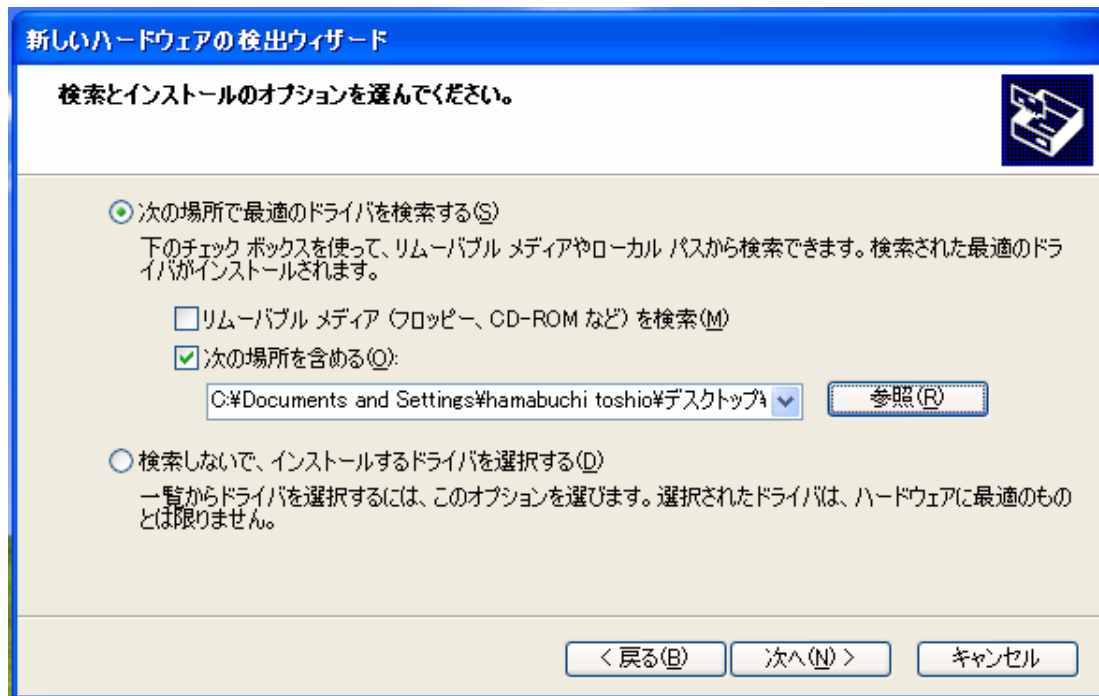 新しいハードウェアの検出ウィザード
検索とインストールのオプションを選んでください。
次の場所で最適のドライバを検索する(S)
下のチェック ボックスを使って、リムーバブル メディアやローカル パスから検索できます。検索された最適のドラ
イバがインストールされます。
リムーバブル メディア (フロッピー、CD-ROM など) を検索(M)
次の場所を含める(O):
C:¥Documents and Settings¥hamabuchi toshio¥デスクトップ¥
参照(R)
検索しないで、インストールするドライバを選択する(D)
一覧からドライバを選択するには、このオプションを選びます。選択されたドライバは、ハードウェアに最適のもの
とは限りません。
< 戻る(B) 次へ(N) > キャンセル